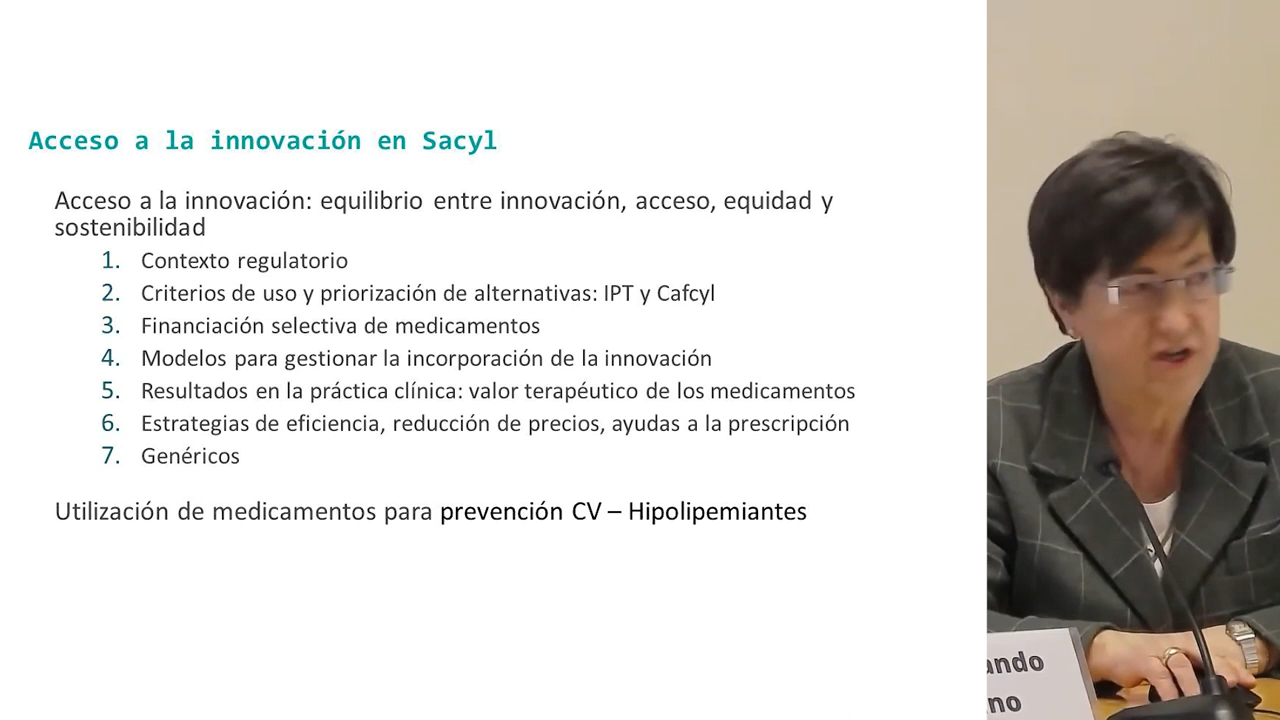 Acceso a la innovación en Sacyl
Acceso a la innovación: equilibrio entre innovación, acceso, equidad y
sostenibilidad
1. Contexto regulatorio
2. Criterios de uso y priorización de alternativas: IPT y Cafcyl
3. Financiación selectiva de medicamentos
4. Modelos para gestionar la incorporación de la innovación
5. Resultados en la práctica clínica: valor terapéutico de los medicamentos
6. Estrategias de eficiencia, reducción de precios, ayudas a la prescripción
7. Genéricos
Utilización de medicamentos para prevención CV – Hipolipemiantes